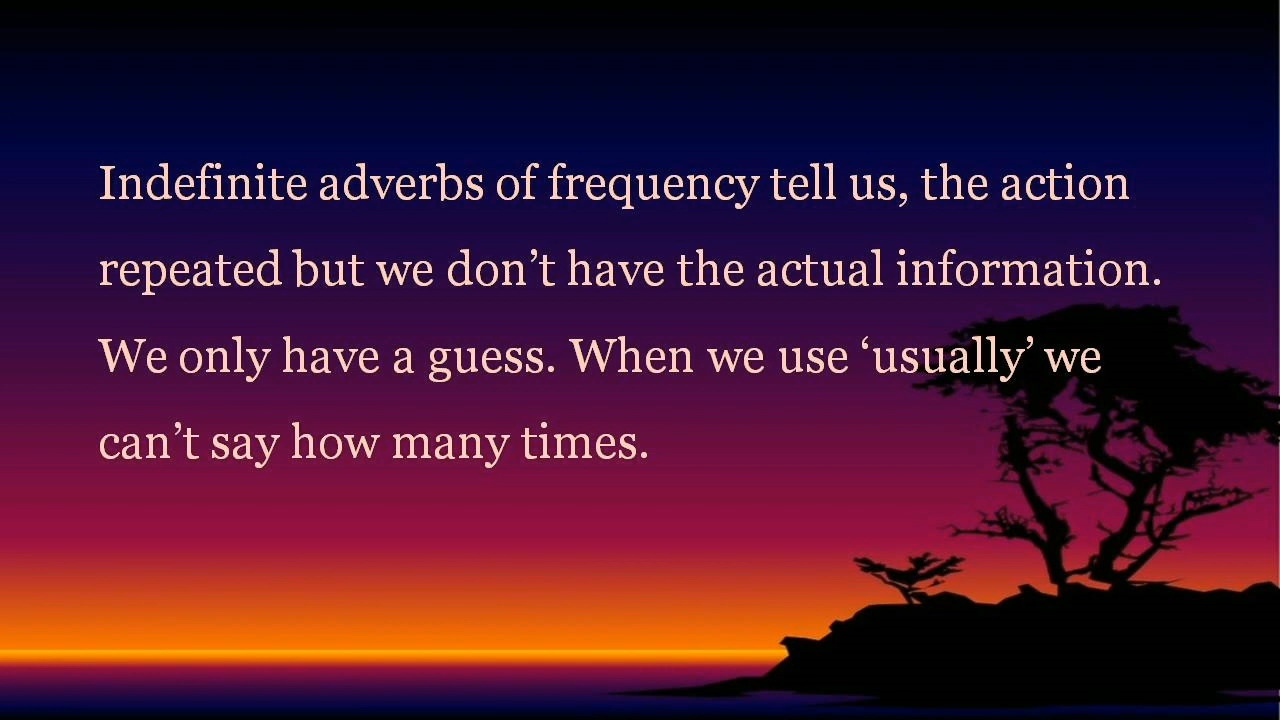 Indefinite adverbs of frequency tell us, the action
repeated but we don’t have the actual information.
We only have a guess. When we use ‘usually’ we
can’t say how many times.